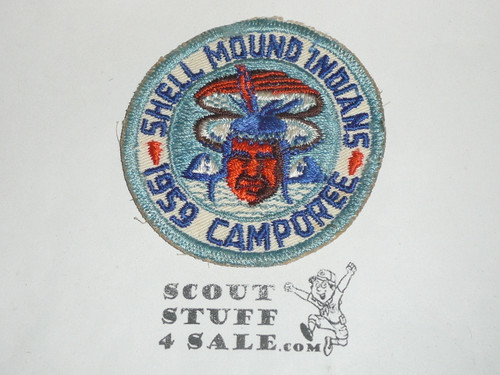 SHELL MOUND INDIANS
1959 CAMPOREE
SCOUT
STUFF
4 SALE.COM